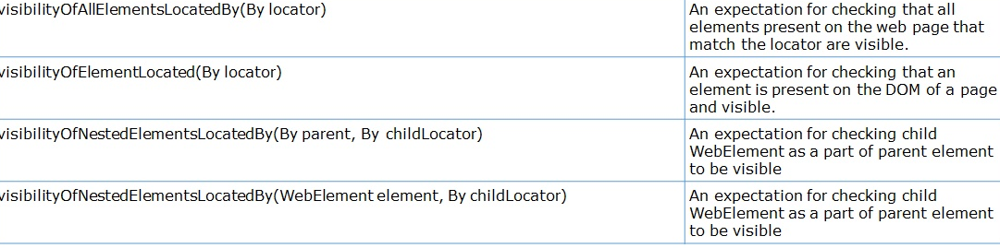 visibilityOfAllElementsLocatedBy(By locator)
An expectation for checking that all
elements present on the web page that
match the locator are visible.
visibilityOfElementLocated(By locator)
An expectation for checking that an
element is present on the DOM of a page
and visible.
visibilityOfNestedElementsLocatedBy(By parent, By childLocator)
An expectation for checking child
WebElement as a part of parent element
to be visible
visibilityOfNestedElementsLocatedBy(WebElement element, By childLocator)
An expectation for checking child
WebElement as a part of parent element
to be visible